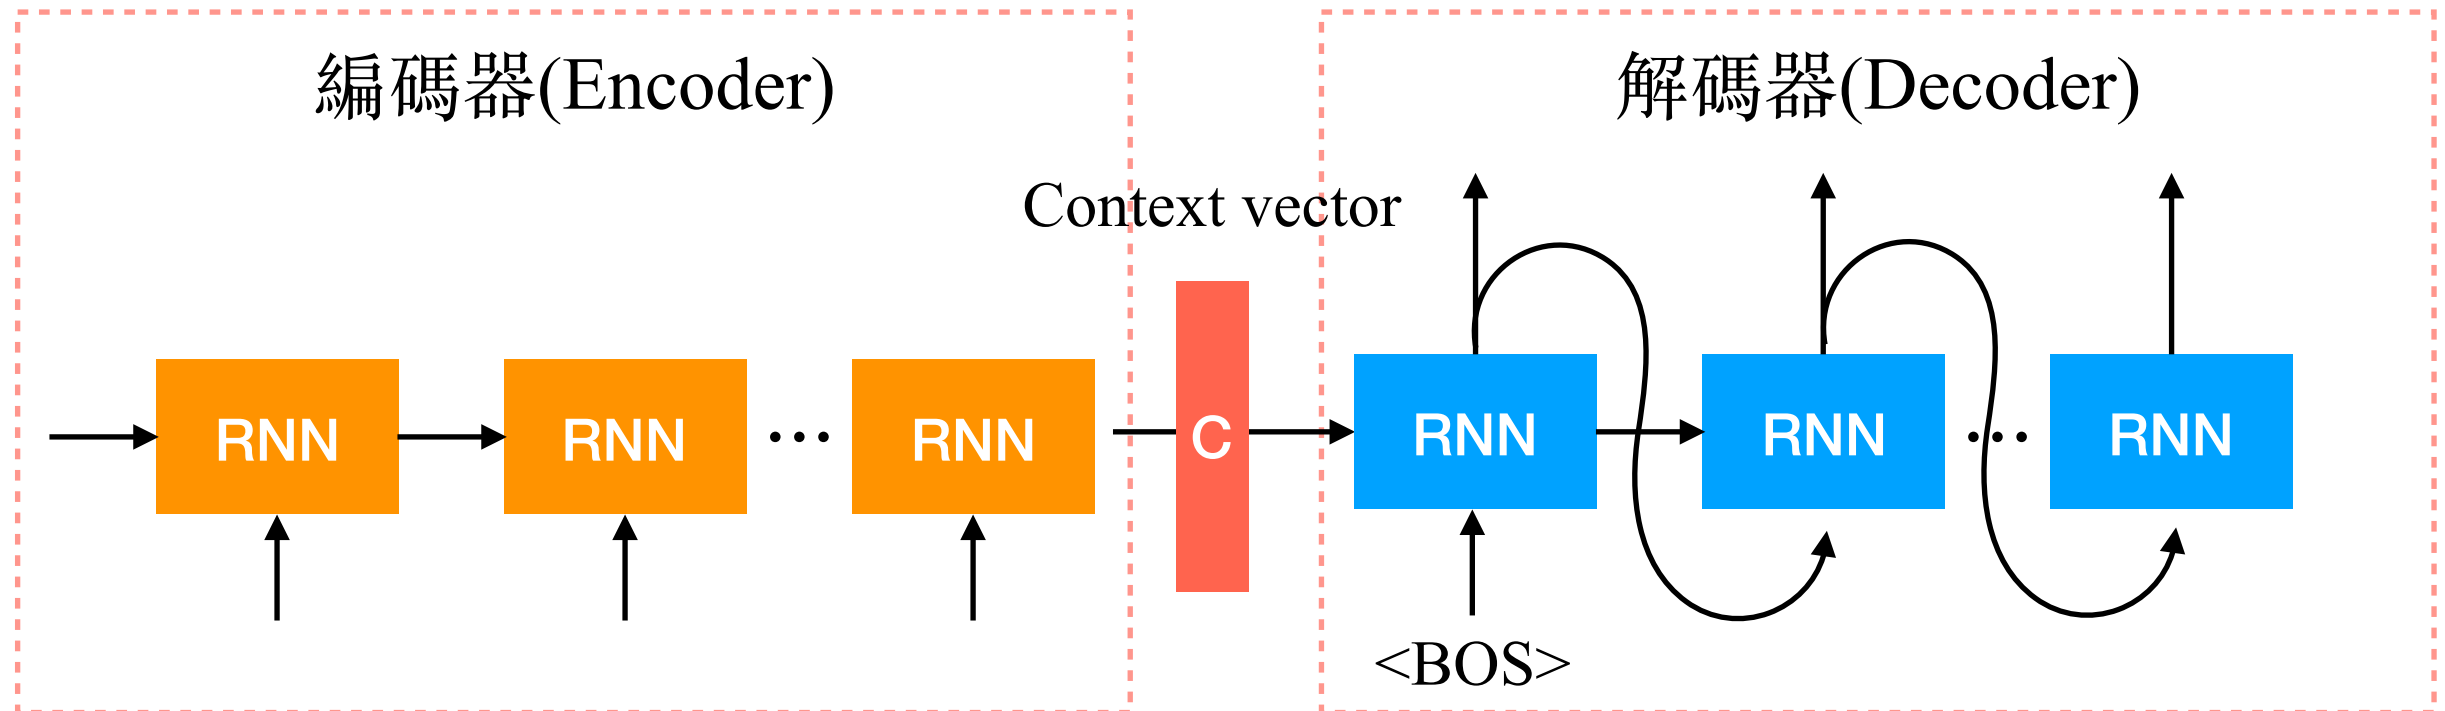 編碼器(Encoder)
解碼器(Decoder)
Context vector
RNN
RNN
...
RNN
C
RNN
RNN
...
RNN
<BOS>